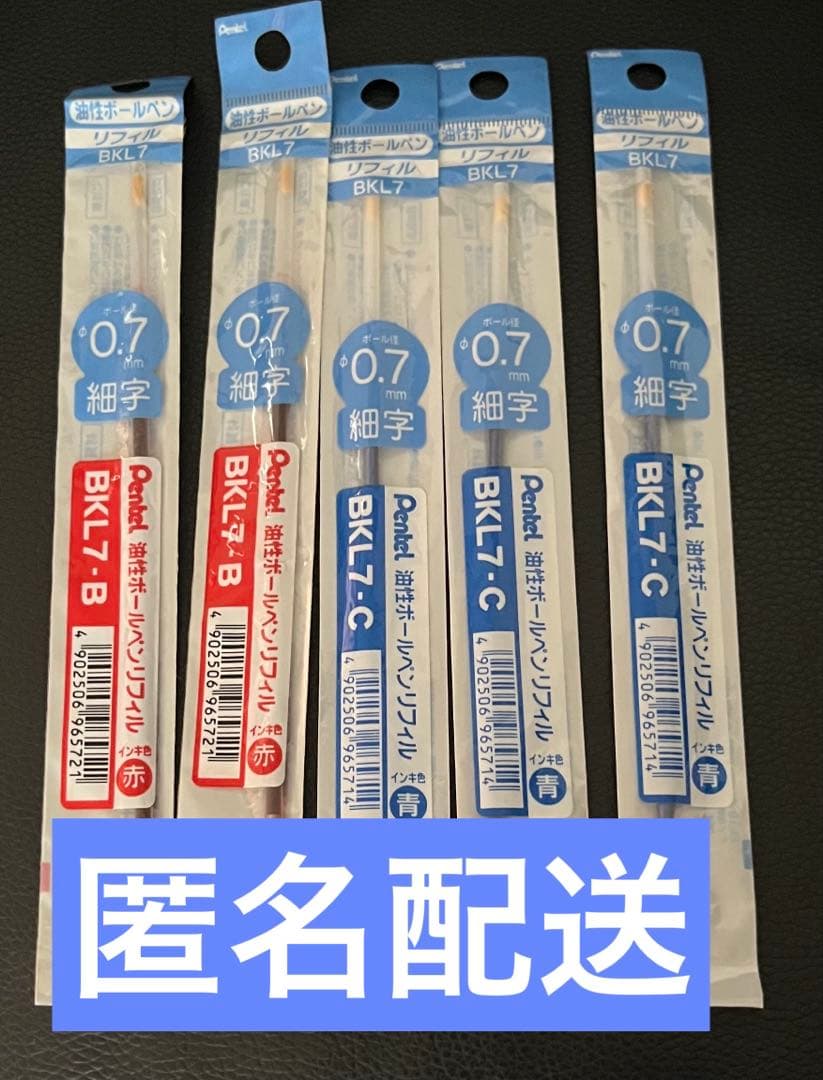 油性ボールペン
リフィル
BKL7
ボール径
φ0.7mm
細字
BKL7・B
Pentel 油性ボールペンリフィル
インキ色
赤
4 902506 965721
Pentel
油性ボールペン
リフィル
BKL7
ボール径
φ0.7mm
細字
BKL7・B
Pentel 油性ボールペンリフィル
インキ色
赤
4 902506 965721
Pentel
油性ボールペン
リフィル
BKL7
ボール径
φ0.7mm
細字
BKL7・C
Pentel 油性ボールペンリフィル
インキ色
青
4 902506 965714
Pentel
油性ボールペン
リフィル
BKL7
ボール径
φ0.7mm
細字
BKL7・C
Pentel 油性ボールペンリフィル
インキ色
青
4 902506 965714
Pentel
油性ボールペン
リフィル
BKL7
ボール径
φ0.7mm
細字
BKL7・C
Pentel 油性ボールペンリフィル
インキ色
青
4 902506 965714
匿名配送